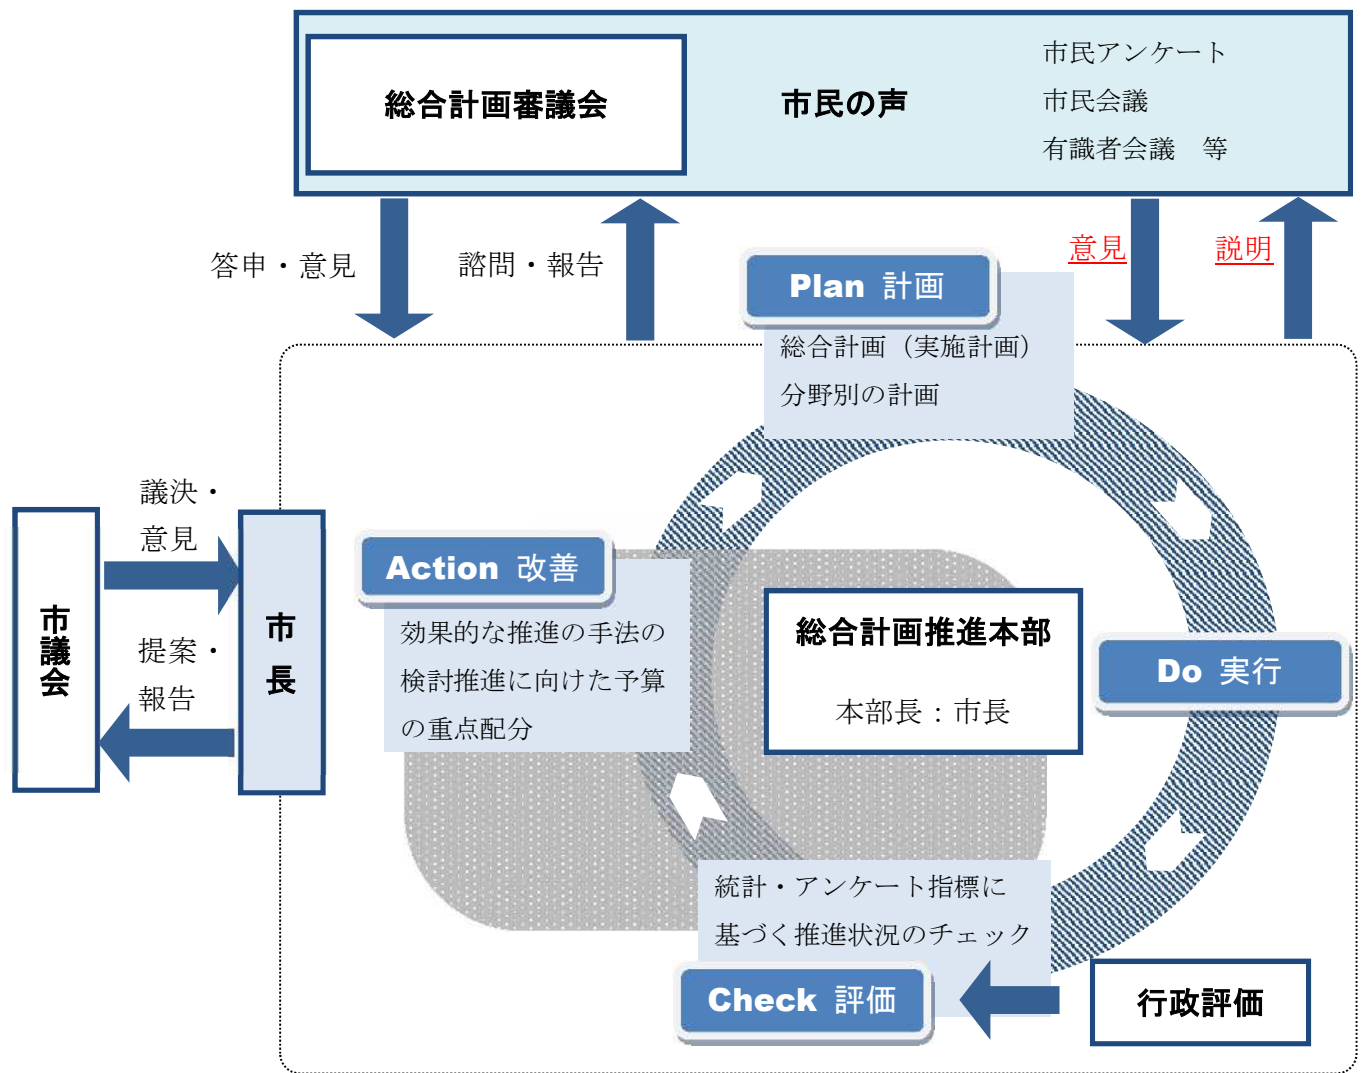 総合計画審議会
市民の声
市民アンケート
市民会議
有識者会議　等
答申・意見
諮問・報告
意見
説明
Plan 計画
総合計画（実施計画）
分野別の計画
議決・
意見
市議会
市長
提案・
報告
Action 改善
効果的な推進の手法の
検討推進に向けた予算
の重点配分
総合計画推進本部
本部長：市長
Do 実行
統計・アンケート指標に
基づく推進状況のチェック
Check 評価
行政評価